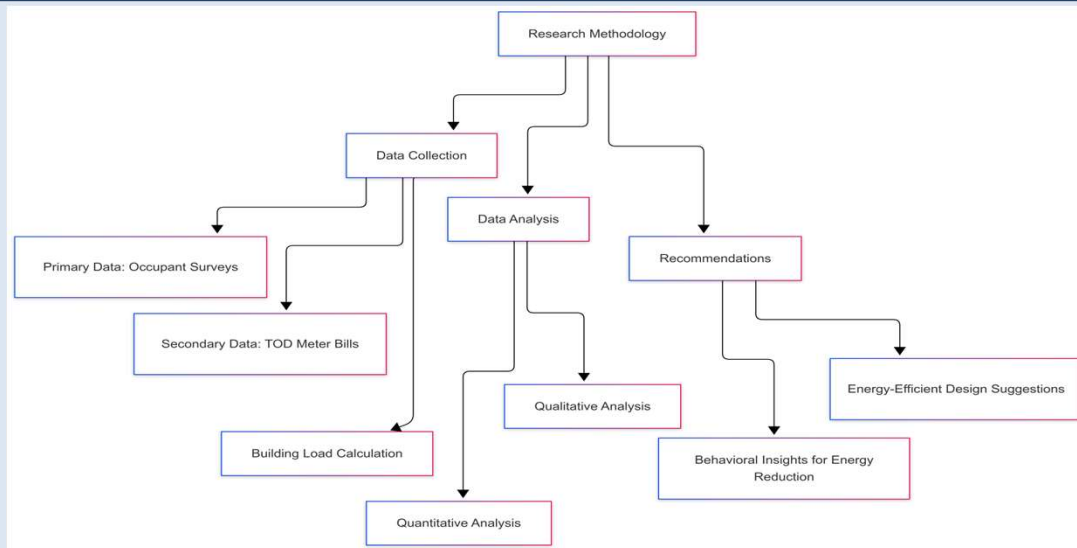 Research Methodology
Data Collection
Data Analysis
Primary Data: Occupant Surveys
Recommendations
Secondary Data: TOD Meter Bills
Energy-Efficient Design Suggestions
Qualitative Analysis
Building Load Calculation
Behavioral Insights for Energy
Reduction
Quantitative Analysis